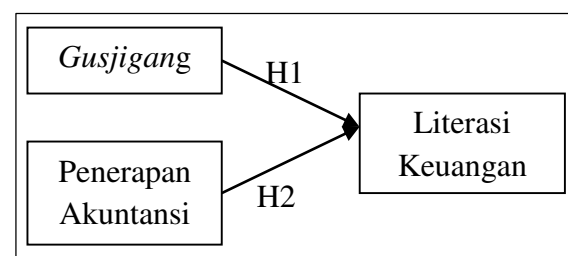 Gusjigang
H1
Literasi
Keuangan
Penerapan
Akuntansi
H2